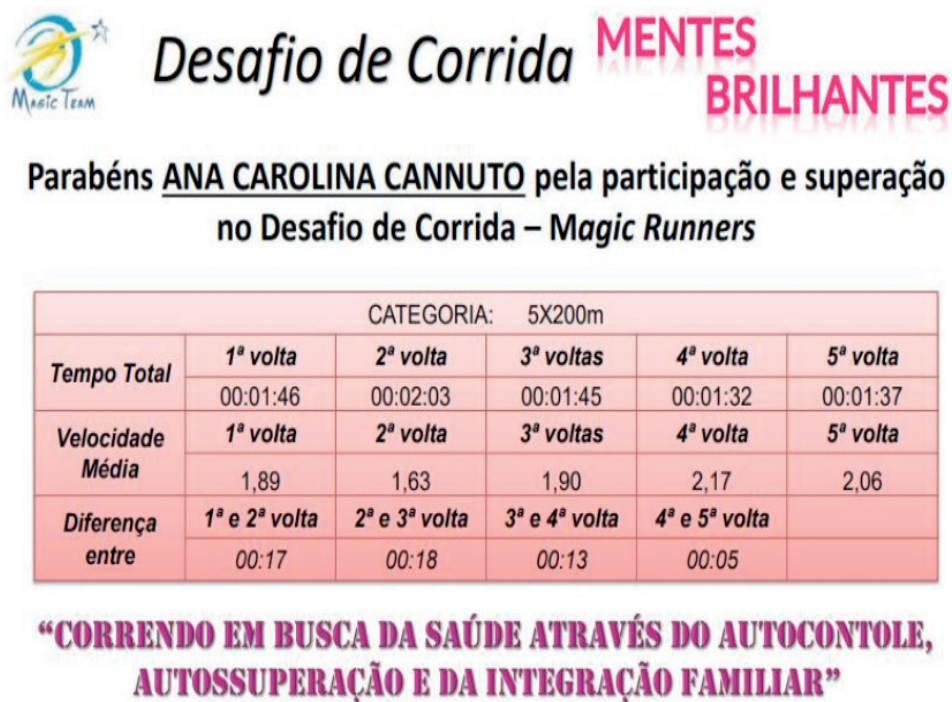 Magic Team
Desafio de Corrida MENTES
BRILHANTES
Parabéns ANA CAROLINA CANNUTO pela participação e superação
no Desafio de Corrida – Magic Runners
CATEGORIA: 5X200m
Tempo Total 1ª volta 2ª volta 3ª voltas 4ª volta 5ª volta
00:01:46 00:02:03 00:01:45 00:01:32 00:01:37
Velocidade Média 1ª volta 2ª volta 3ª voltas 4ª volta 5ª volta
1,89 1,63 1,90 2,17 2,06
Diferença entre 1ª e 2ª volta 2ª e 3ª volta 3ª e 4ª volta 4ª e 5ª volta
00:17 00:18 00:13 00:05
“CORRENDO EM BUSCA DA SAÚDE ATRAVÉS DO AUTOCONTOLE,
AUTOSSUPERAÇÃO E DA INTEGRAÇÃO FAMILIAR”